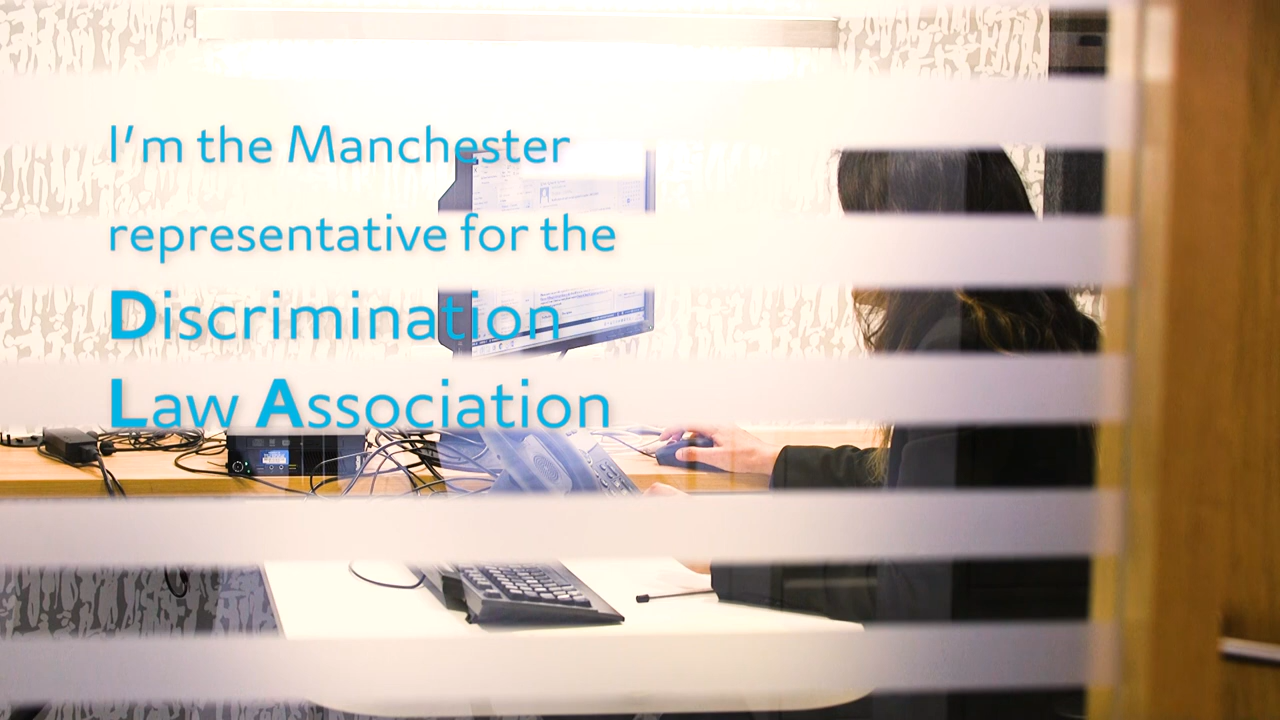 I’m the Manchester
representative for the
Discrimination
Law Association